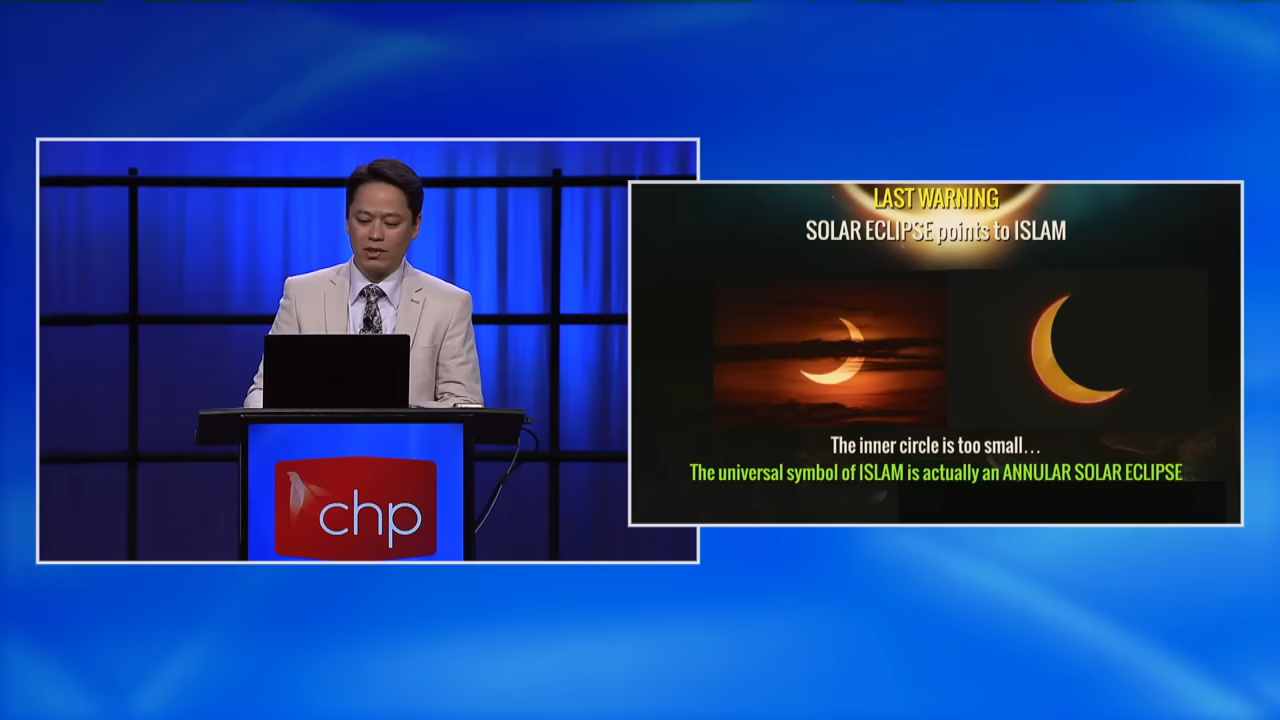 LAST WARNING
SOLAR ECLIPSE points to ISLAM
The inner circle is too small...
The universal symbol of ISLAM is actually an ANNULAR SOLAR ECLIPSE
chp